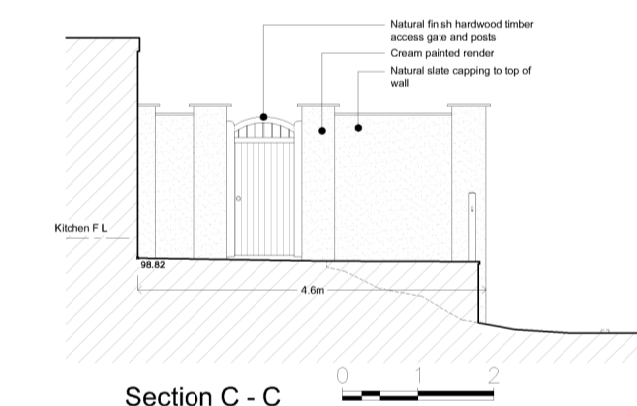 Natural finsh hardwood timber
access gae and posts
Cream painted render
Natural slate capping to top of
wall
Kitchen F L
98.82
4.6m
0 1 2
Section C - C